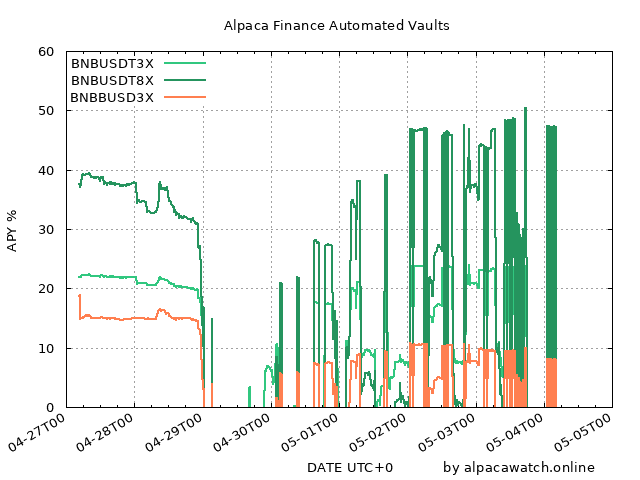 Alpaca Finance Automated Vaults
60
50
40
30
20
10
0
APY %
BNBUSDT3X
BNBUSDT8X
BNBBUSD3X
04-27T00
04-28T00
04-29T00
04-30T00
05-01T00
05-02T00
05-03T00
05-04T00
05-05T00
DATE UTC+0
by alpacawatch.online